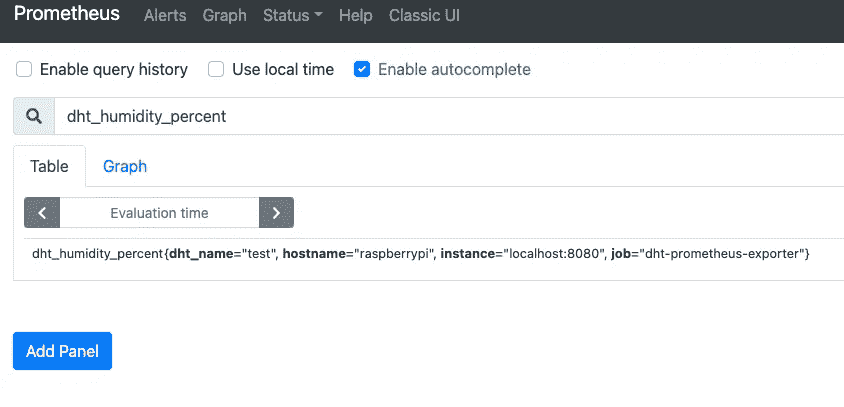 Prometheus Alerts Graph Status Help Classic UI
Enable query history Use local time Enable autocomplete
dht_humidity_percent
Table Graph
Evaluation time
dht_humidity_percent{dht_name="test", hostname="raspberrypi", instance="localhost:8080", job="dht-prometheus-exporter"}
Add Panel